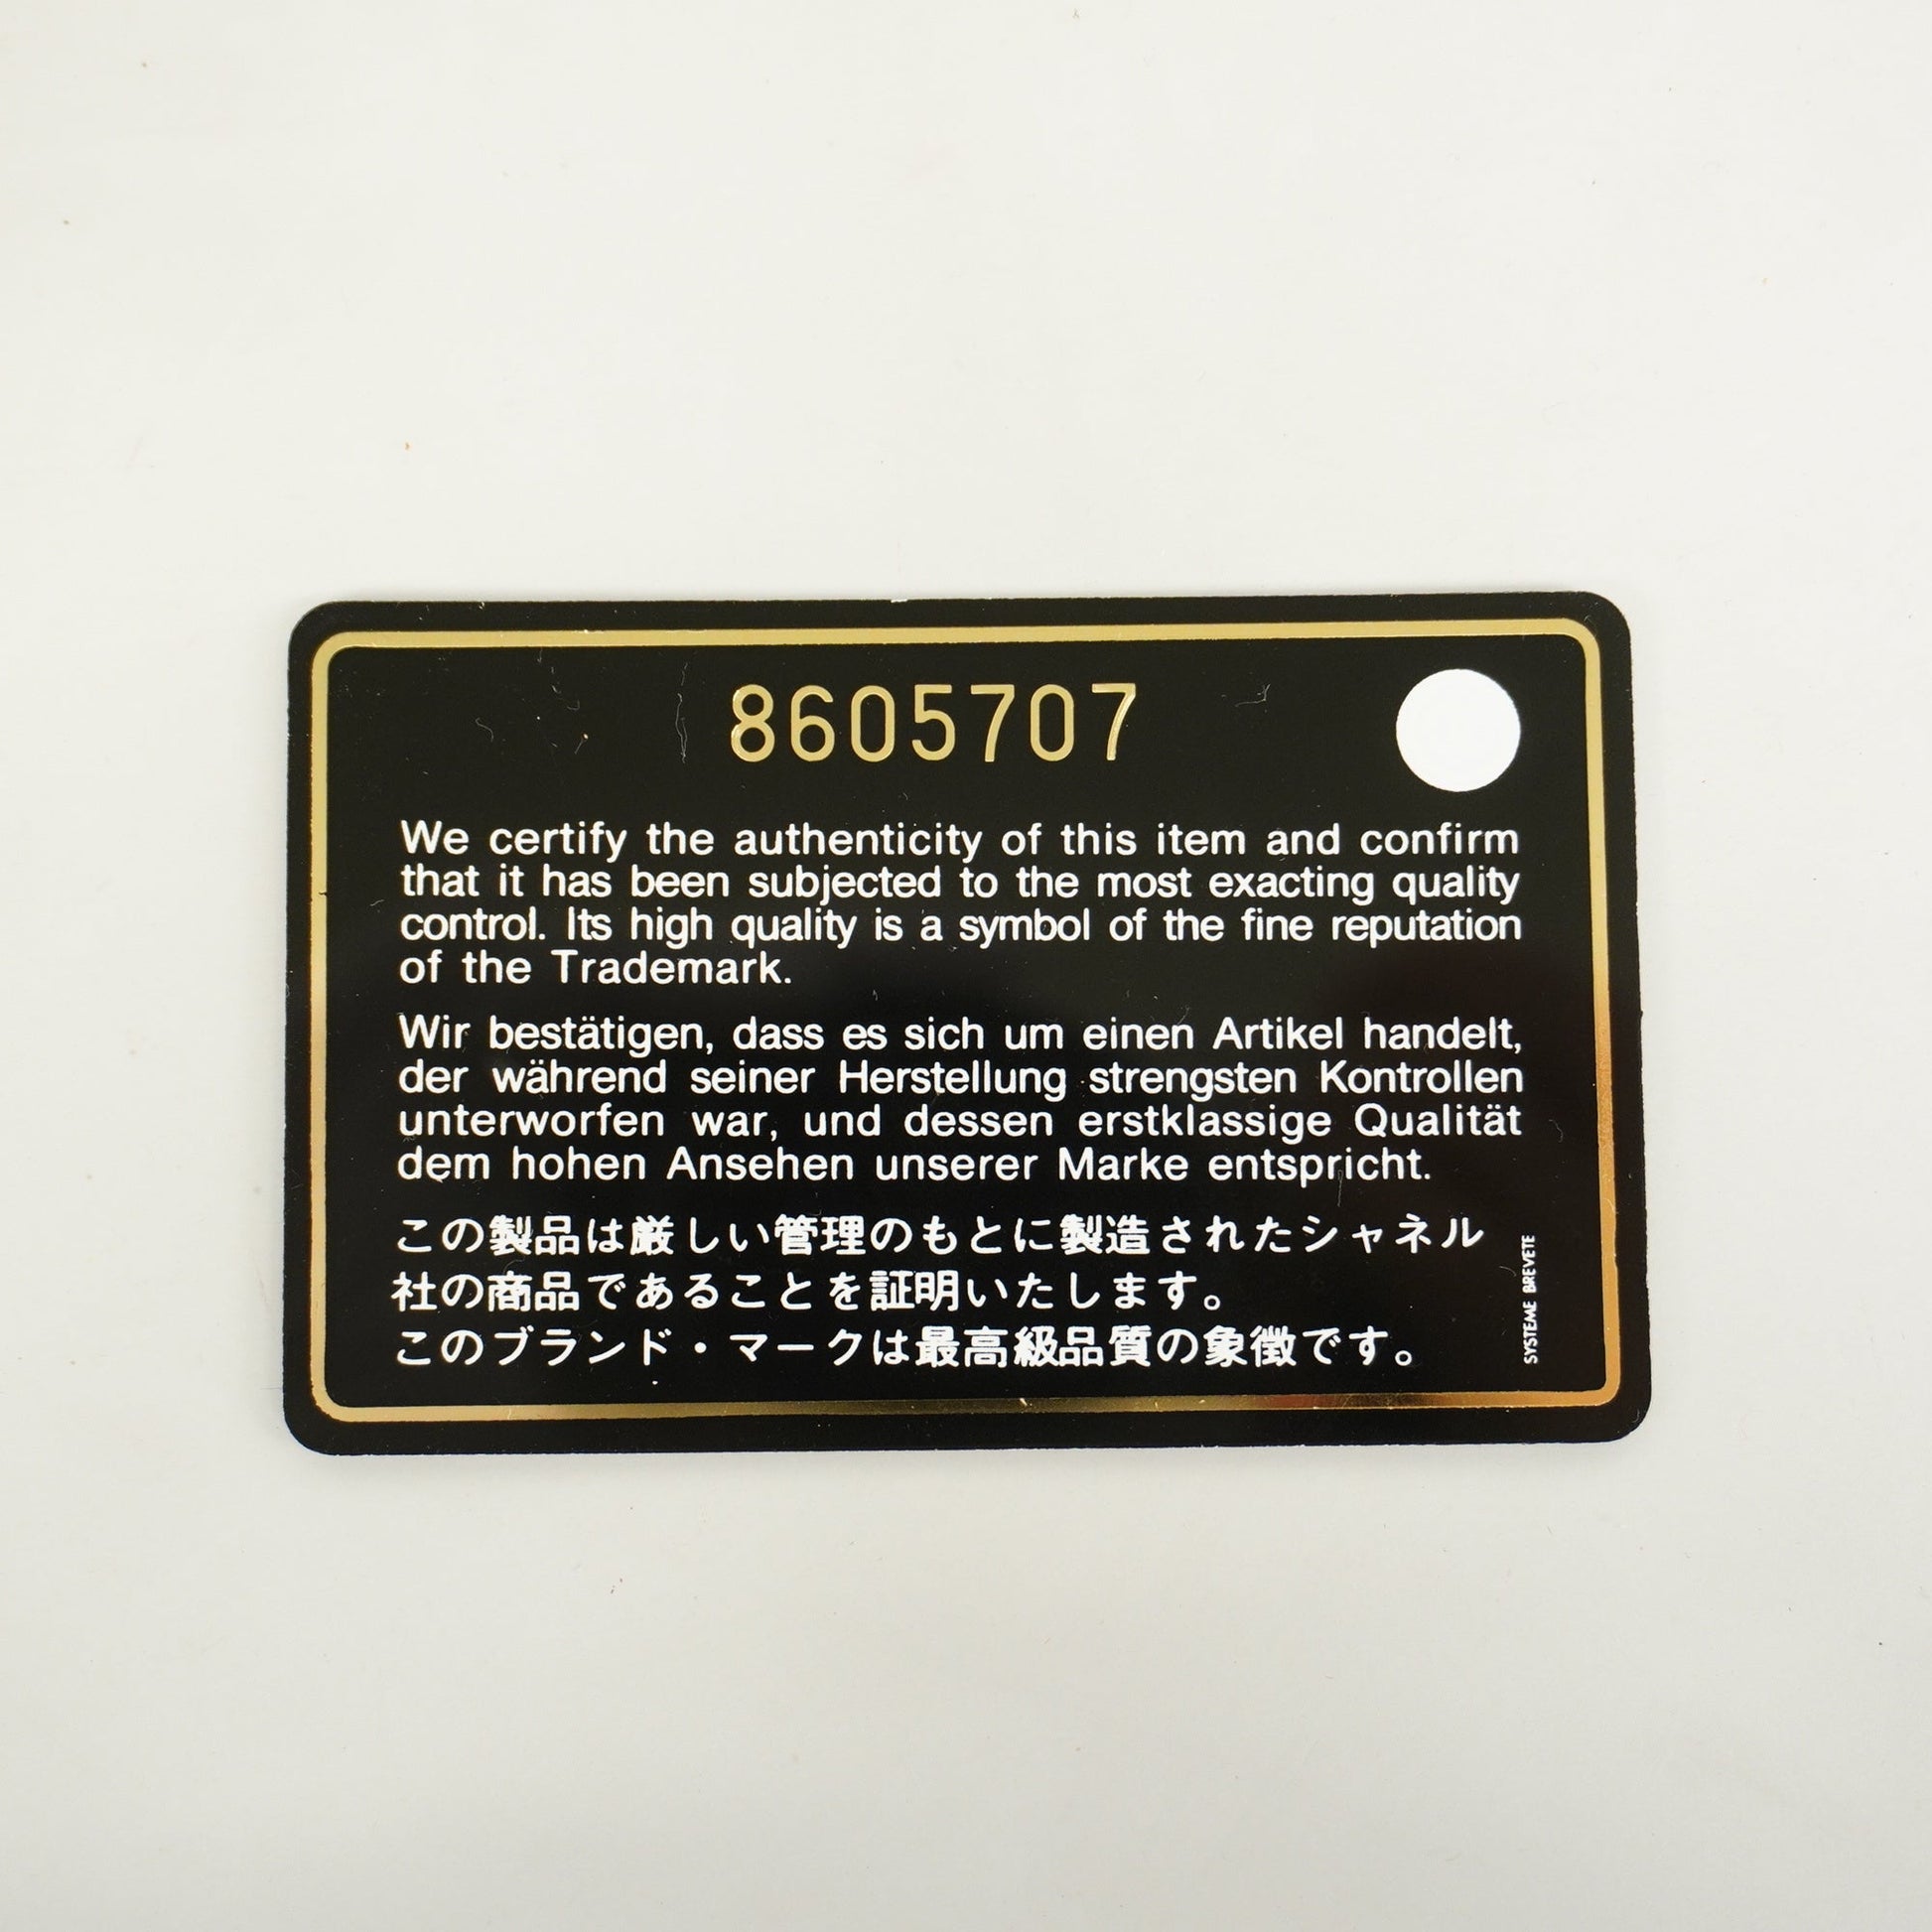 8605707
We certify the authenticity of this item and confirm
that it has been subjected to the most exacting quality
control. Its high quality is a symbol of the fine reputation
of the Trademark.
Wir bestätigen, dass es sich um einen Artikel handelt,
der während seiner Herstellung strengsten Kontrollen
unterworfen war, und dessen erstklassige Qualität
dem hohen Ansehen unserer Marke entspricht.
この製品は厳しい管理のもとに製造されたシャネル
社の商品であることを証明いたします。
このブランド・マークは最高級品質の象徴です。
SYSTEME BREVETE